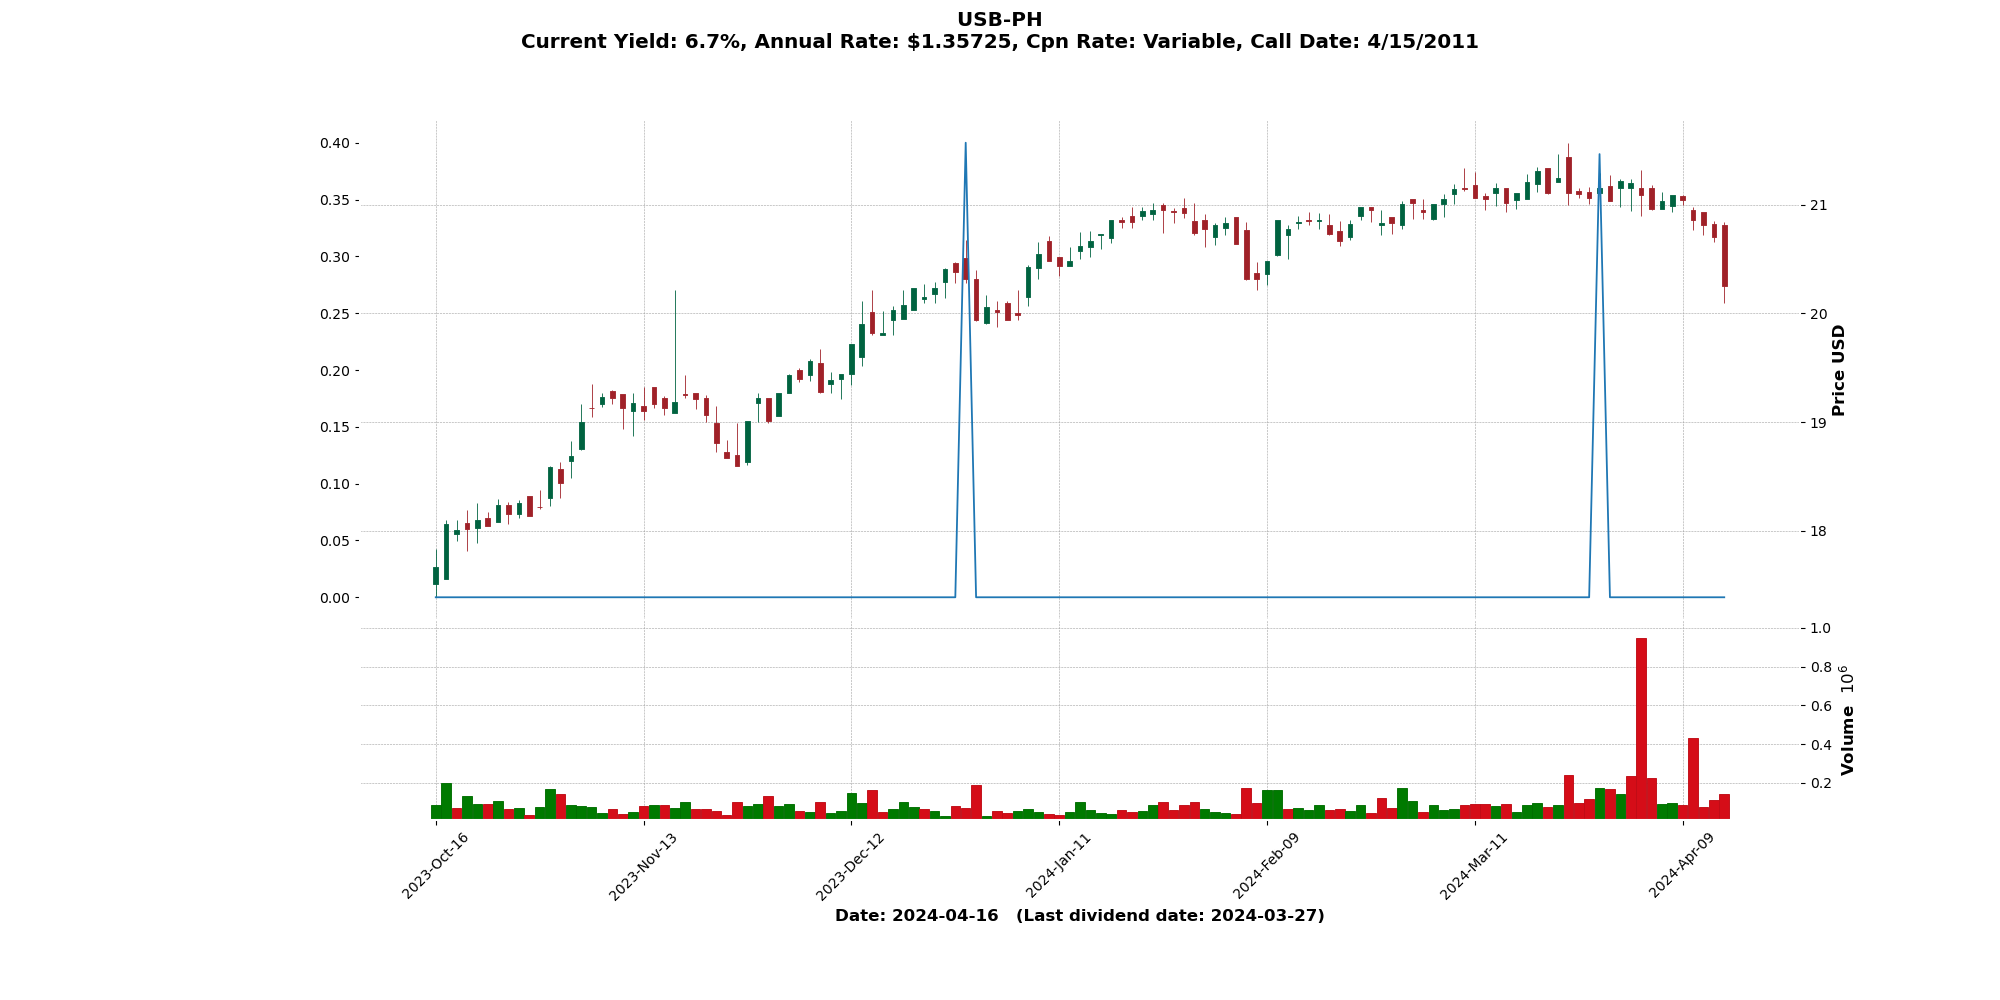 USB-PH
Current Yield: 6.7%, Annual Rate: $1.35725, Cpn Rate: Variable, Call Date: 4/15/2011
0.40
0.35
0.30
0.25
0.20
0.15
0.10
0.05
0.00
21
20
19
18
Price USD
1.0
0.8
0.6
0.4
0.2
Volume 10^6
2023-Oct-16
2023-Nov-13
2023-Dec-12
2024-Jan-11
2024-Feb-09
2024-Mar-11
2024-Apr-09
Date: 2024-04-16 (Last dividend date: 2024-03-27)